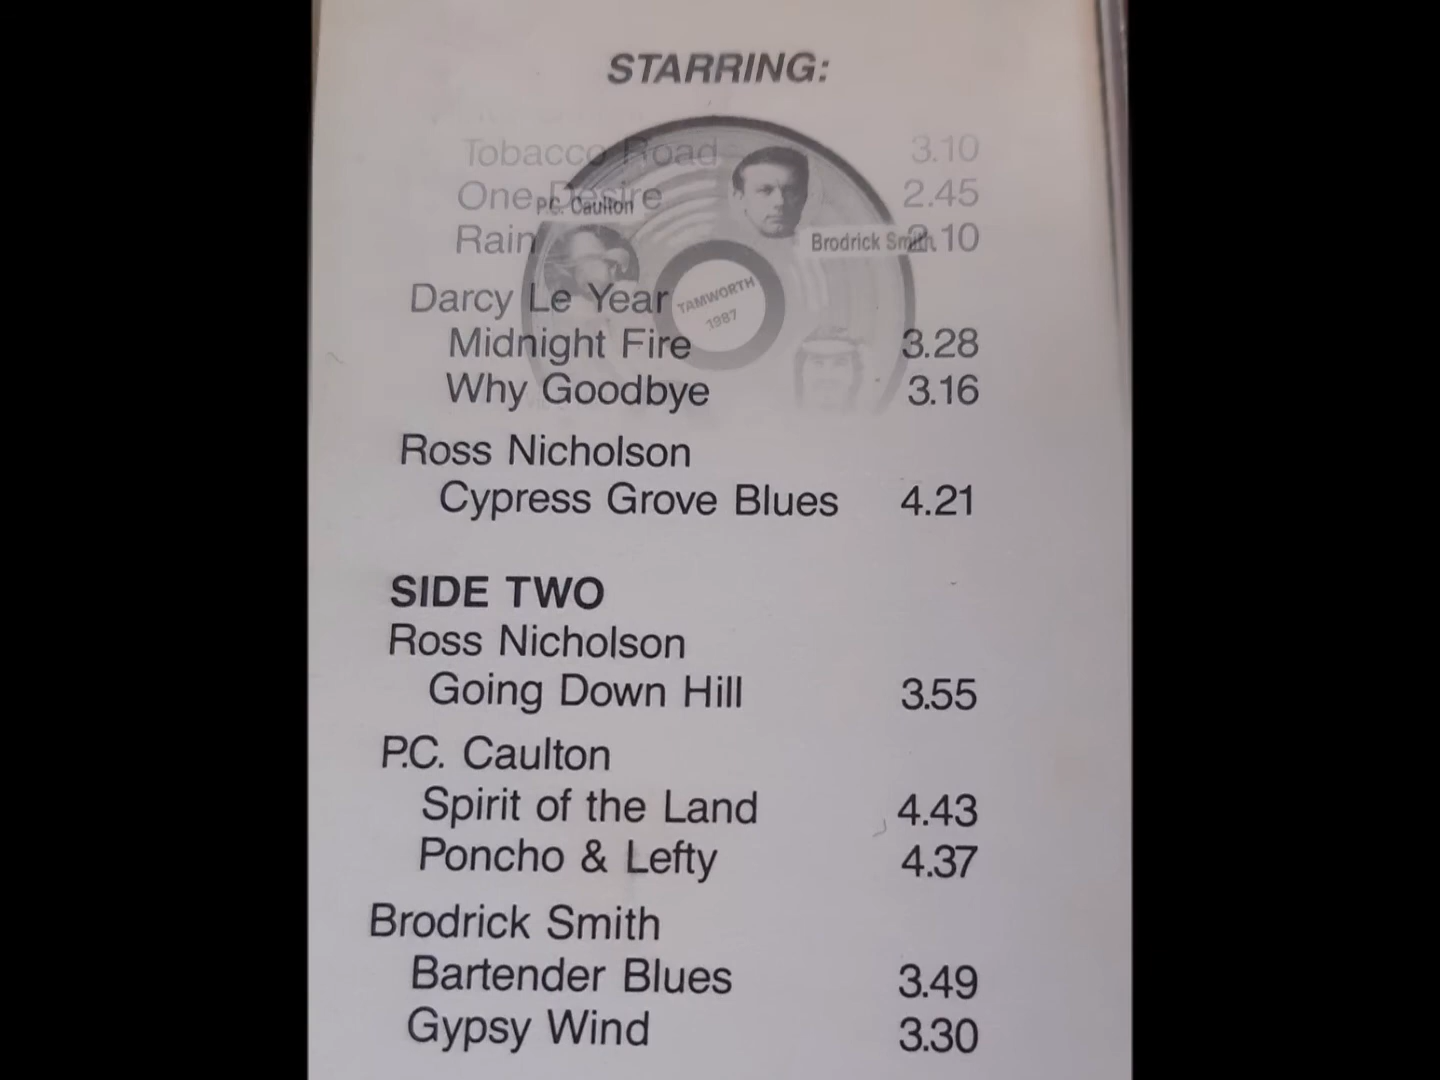 STARRING:
Tobacco Road 3.10
One Desire 2.45
P.C. Caulton
Rain 2.10
Brodrick Smith
TAMWORTH
1987
Darcy Le Year
Midnight Fire 3.28
Why Goodbye 3.16
Ross Nicholson
Cypress Grove Blues 4.21
SIDE TWO
Ross Nicholson
Going Down Hill 3.55
P.C. Caulton
Spirit of the Land 4.43
Poncho & Lefty 4.37
Brodrick Smith
Bartender Blues 3.49
Gypsy Wind 3.30